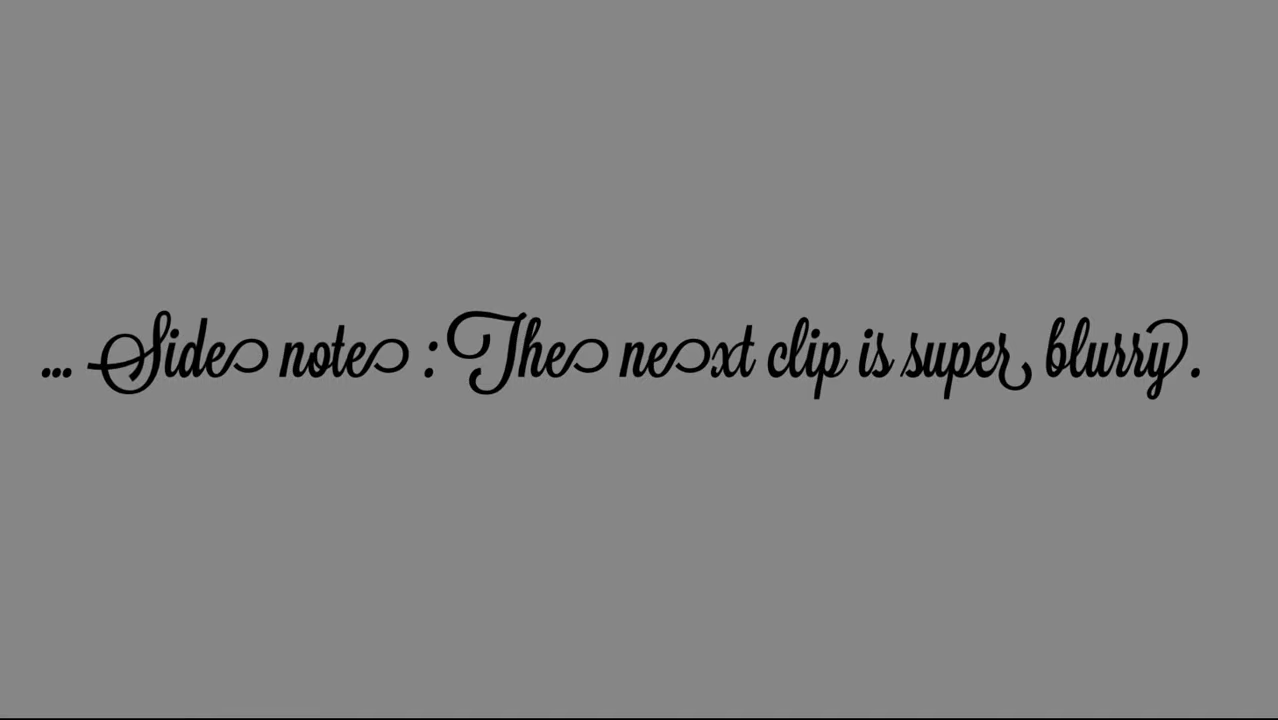 ... Side note : The next clip is super blurry .